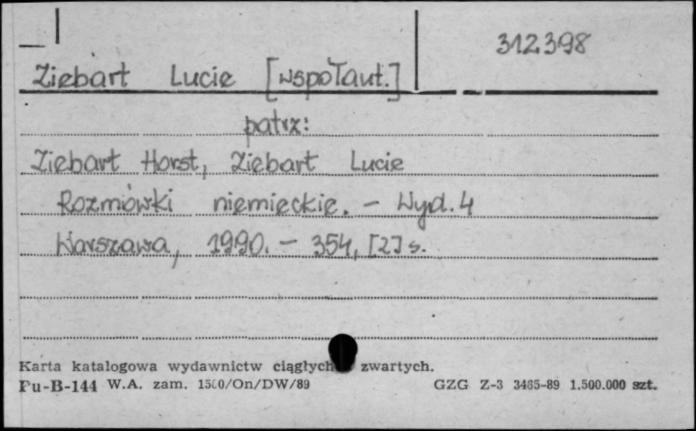 312398
Ziebart Lucie [współaut.]
patrz:
Ziebart Horst, Ziebart Lucie
Rozmówki niemieckie. - Wyd. 4
Warszawa, 1990. - 354, [2] s.
Karta katalogowa wydawnictw ciągłych zwartych.
Pu-B-144 W.A. zam. 1500/On/DW/89 GZG Z-3 3465-89 1.500.000 szt.